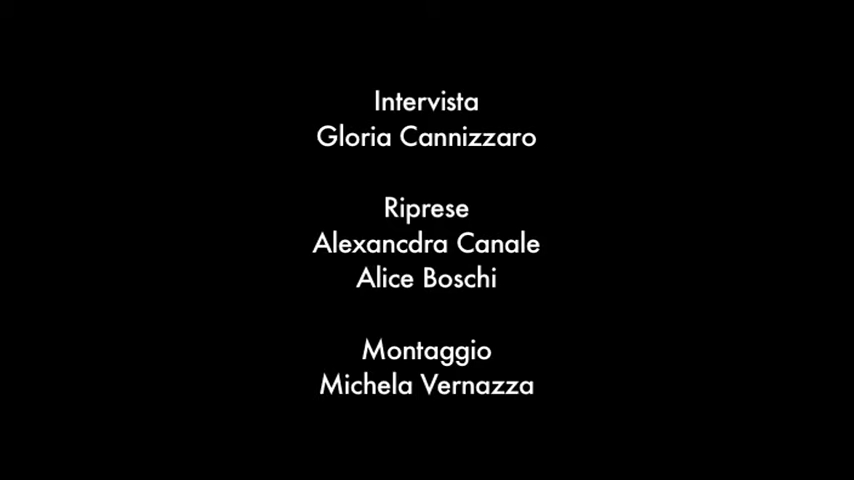 Intervista
Gloria Cannizzaro
Riprese
Alexancdra Canale
Alice Boschi
Montaggio
Michela Vernazza